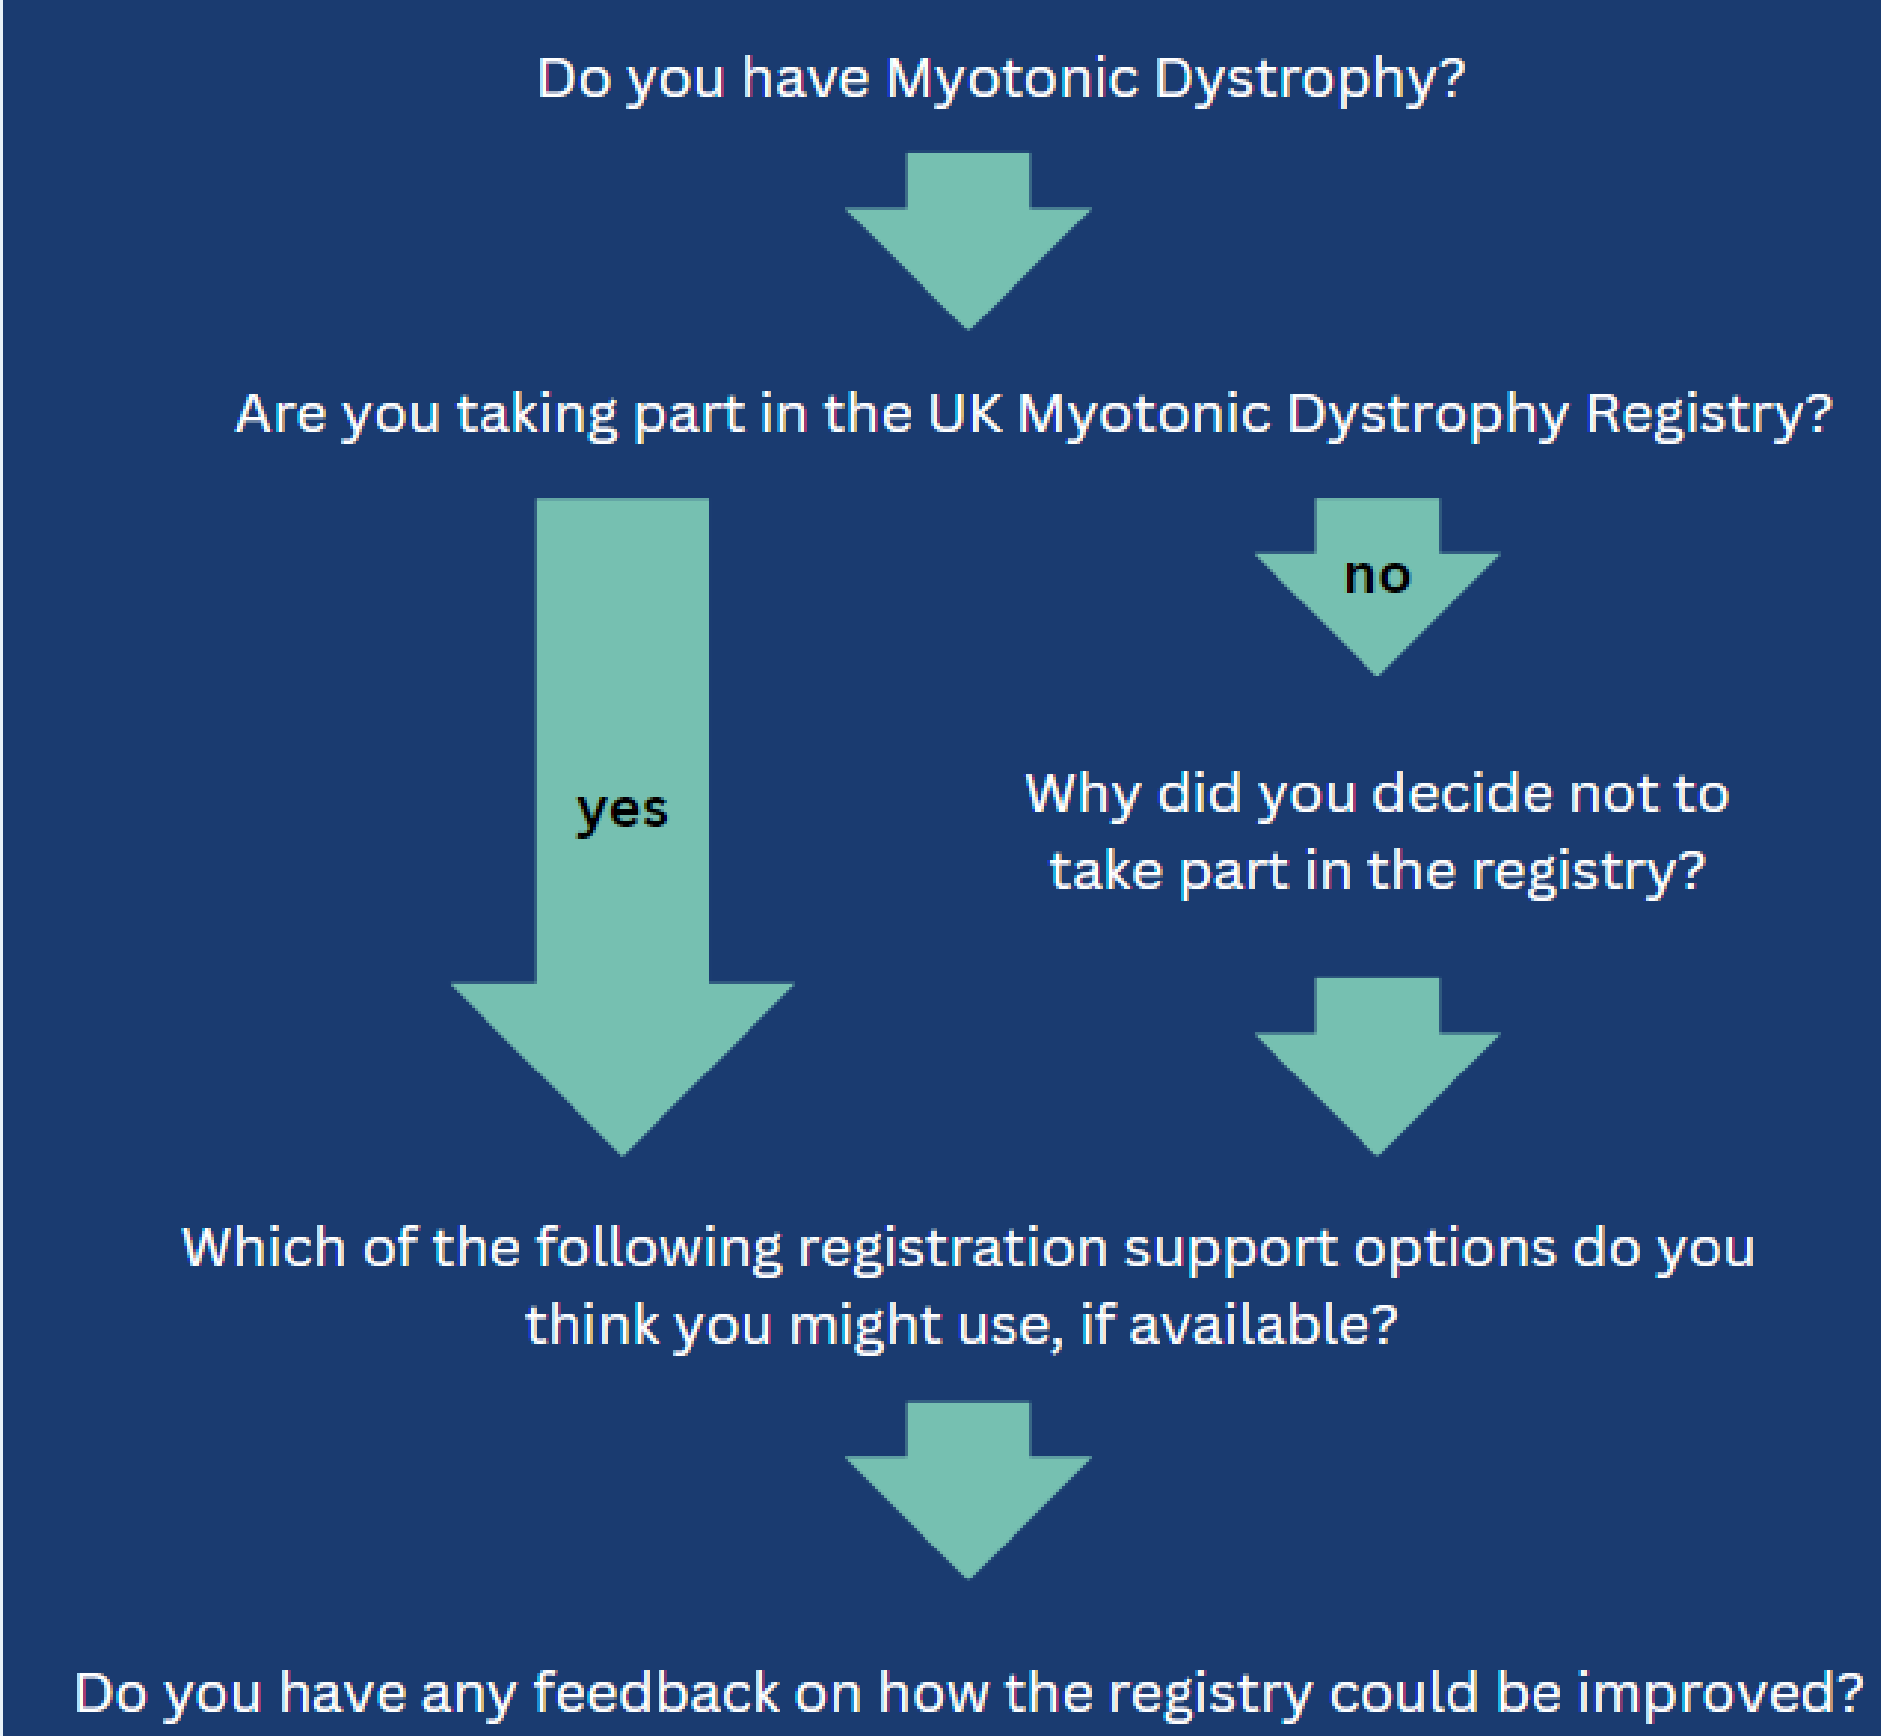 Do you have Myotonic Dystrophy?
Are you taking part in the UK Myotonic Dystrophy Registry?
no
yes
Why did you decide not to
take part in the registry?
Which of the following registration support options do you
think you might use, if available?
Do you have any feedback on how the registry could be improved?